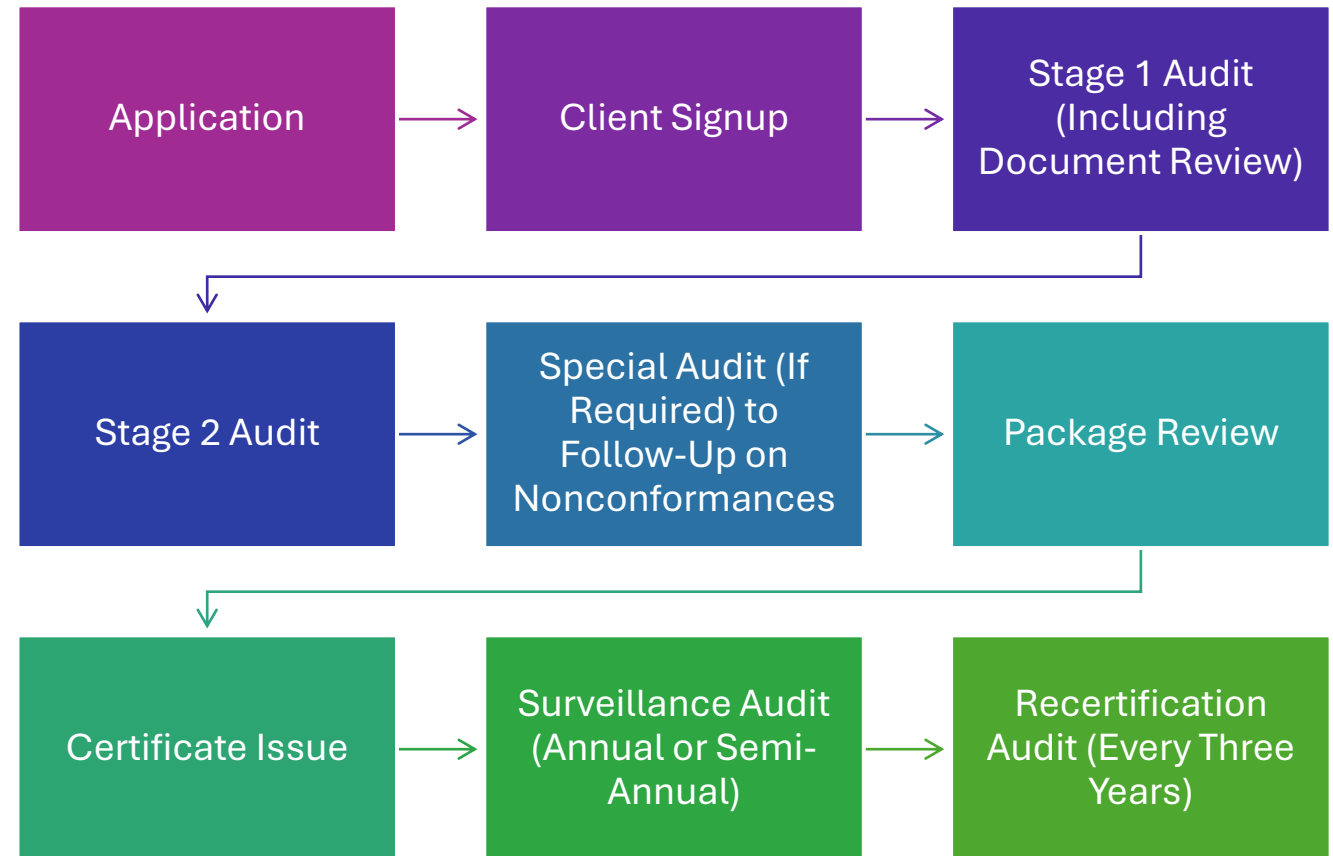 Application
Client Signup
Stage 1 Audit
(Including
Document Review)
Stage 2 Audit
Special Audit (If
Required) to
Follow-Up on
Nonconformances
Package Review
Certificate Issue
Surveillance Audit
(Annual or Semi-
Annual)
Recertification
Audit (Every Three
Years)